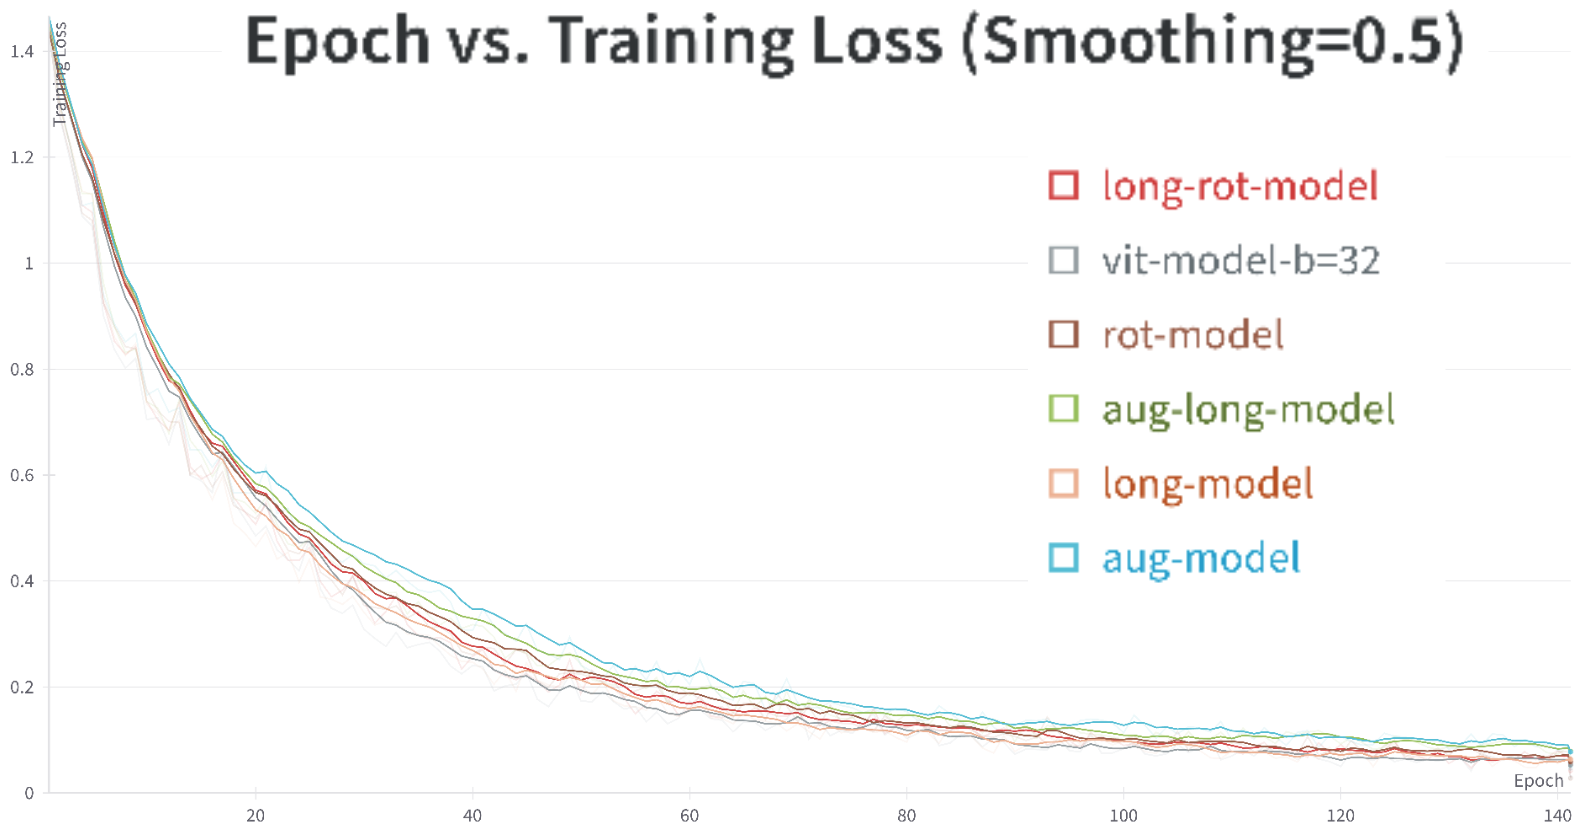 Epoch vs. Training Loss (Smoothing=0.5)
Training Loss
1.4
1.2
1
0.8
0.6
0.4
0.2
0
long-rot-model
vit-model-b=32
rot-model
aug-long-model
long-model
aug-model
Epoch
20
40
60
80
100
120
140